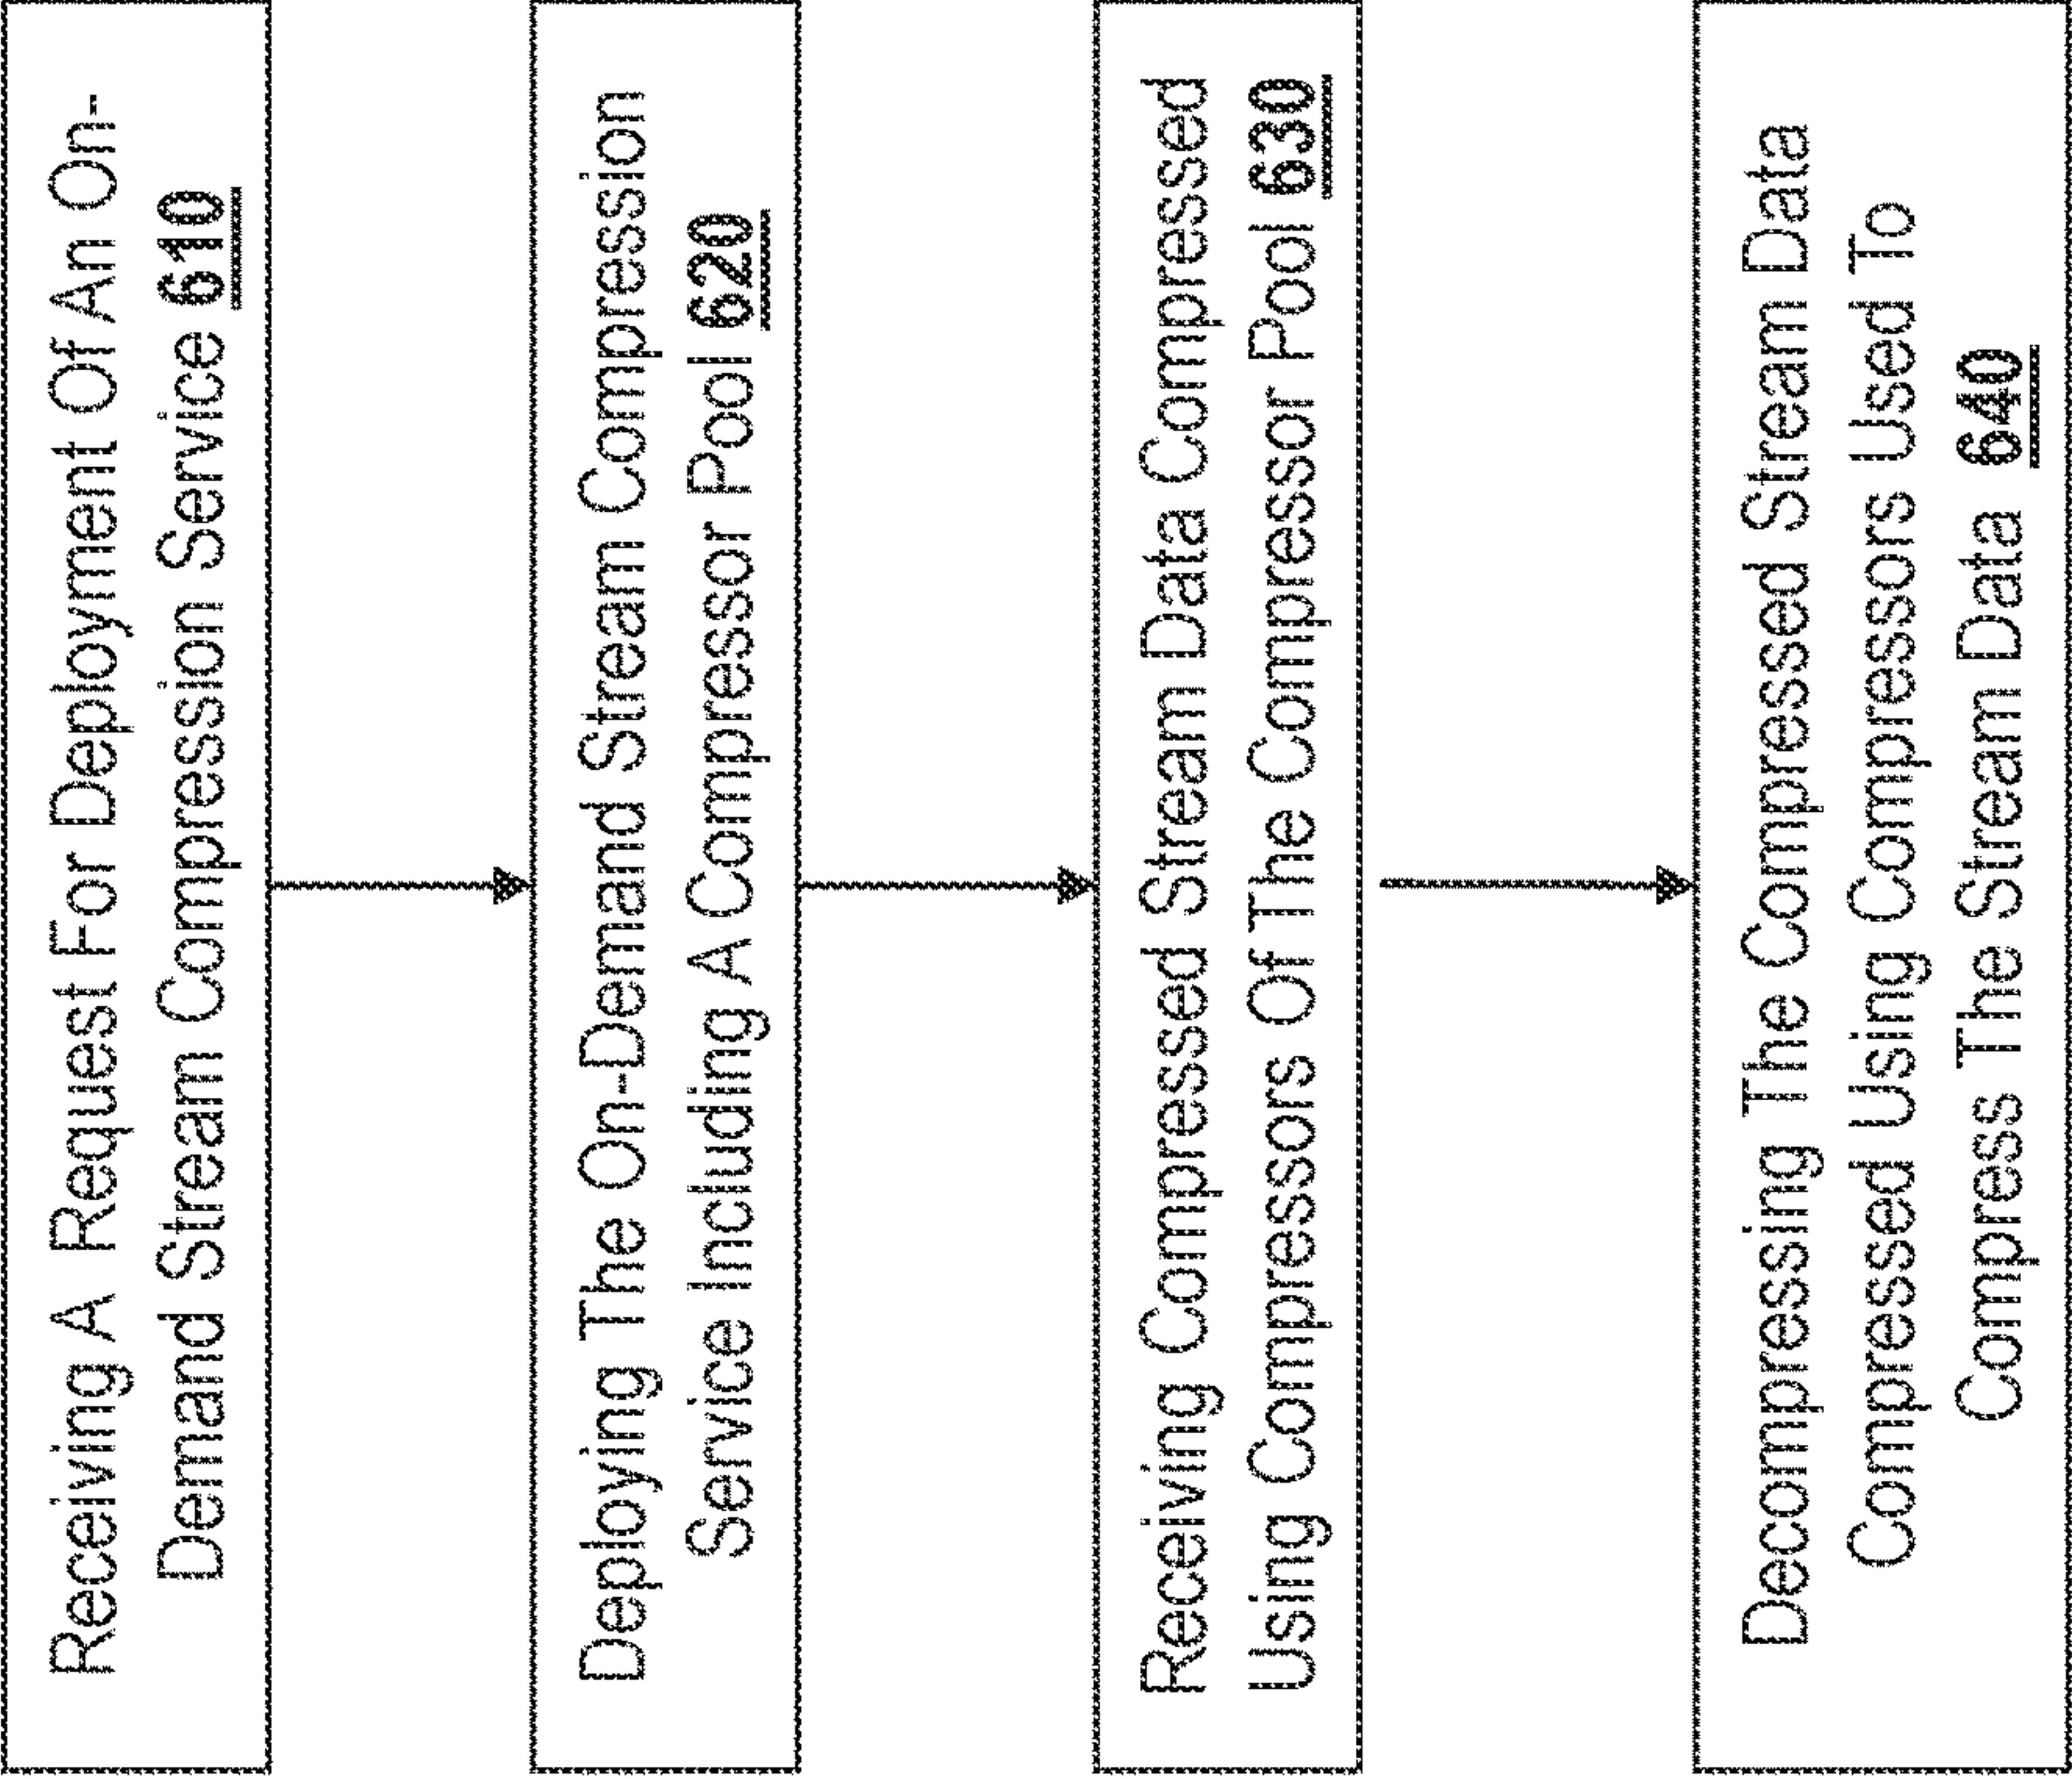 Receiving A Request For Deployment Of An On-
Demand Stream Compression Service 610
Deploying The On-Demand Stream Compression
Service Including A Compressor Pool 620
Receiving Compressed Stream Data Compressed
Using Compressors Of The Compressor Pool 630
Decompressing The Compressed Stream Data
Compressed Using Compressors Used To
Compress The Stream Data 640